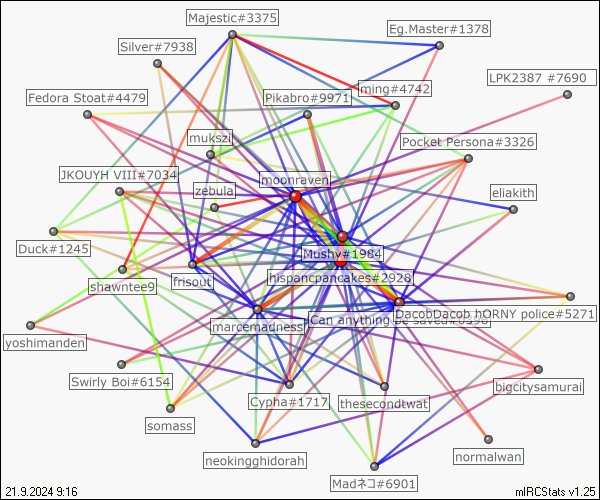 Majestic#3375
Eg.Master#1378
Silver#7938
LPK2387 #7690
ming#4742
Fedora Stoat#4479
Pikabro#9971
mukszi
Pocket Persona#3326
JKOUYH VIII#7034
moonraven
zebula
eliakith
Duck#1245
Mushy#1984
frisout
hispancpancakes#2928
shawntee9
DacobDacob hORNY police#5271
Can anything be saved
marcemadness
yoshimanden
Swirly Boi#6154
bigcitysamurai
Cypha#1717
thesecondtwat
somass
normalwan
neokingghidorah
Madネコ#6901
21.9.2024 9:16
mIRCStats v1.25